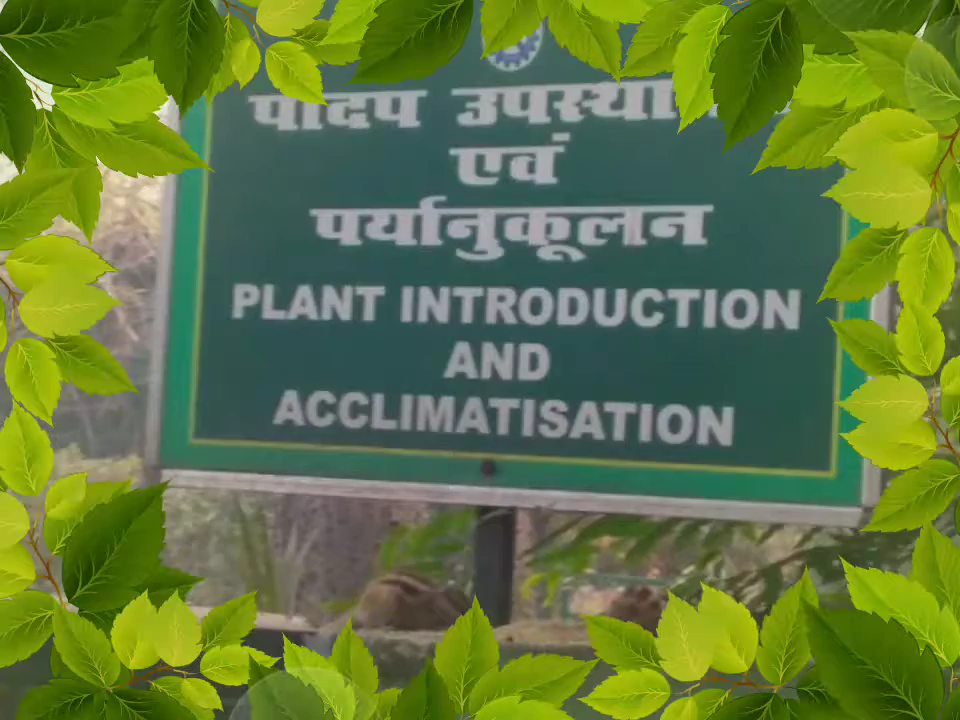 पादप
एवं
पर्यानुकूलन
PLANT INTRODUCTION
AND
ACCLIMATISATION